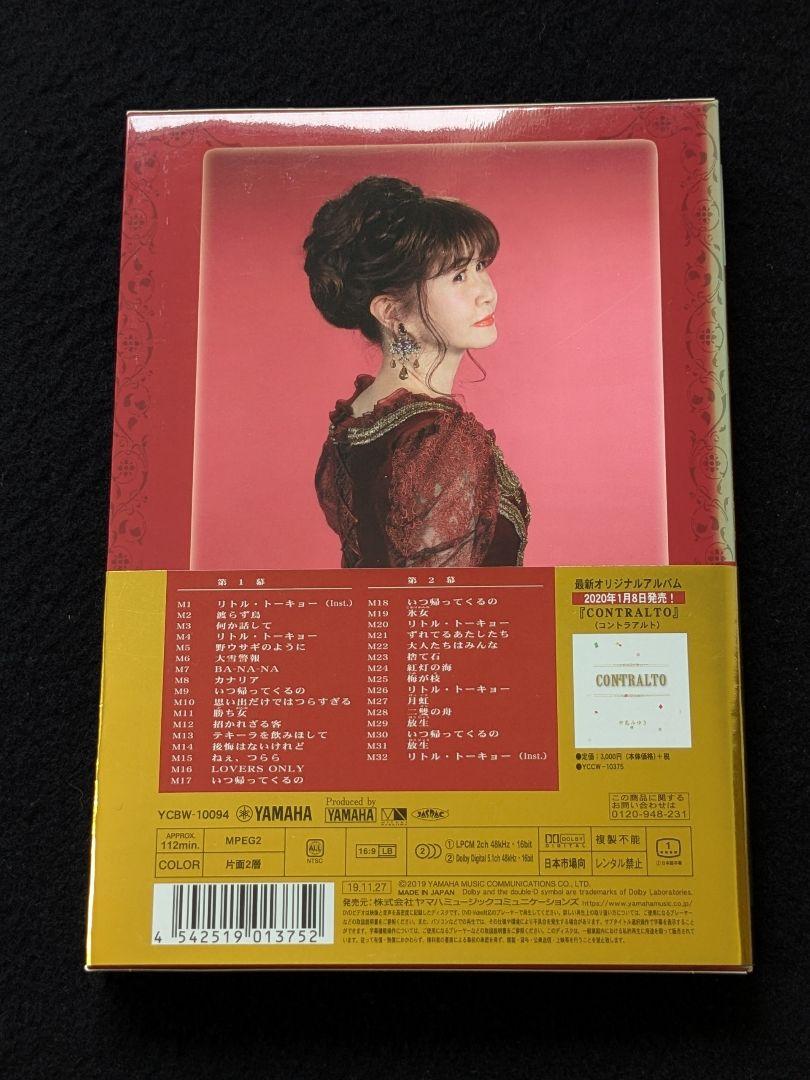 第1幕
M1 リトル・トーキョー (Inst.)
M2 渡らず鳥
M3 何か話して
M4 リトル・トーキョー
M5 野ウサギのように
M6 大雪警報
M7 BA-NA-NA
M8 カナリア
M9 いつ帰ってくるの
M10 思い出だけではつらすぎる
M11 勝ち女
M12 招かれざる客
M13 テキーラを飲みほして
M14 後悔はないけれど
M15 ねぇ、つらら
M16 LOVERS ONLY
M17 いつ帰ってくるの
第2幕
M18 いつ帰ってくるの
M19 氷女
M20 リトル・トーキョー
M21 ずれてるあたしたち
M22 大人たちはみんな
M23 捨て石
M24 紅灯の海
M25 梅が枝
M26 リトル・トーキョー
M27 月虹
M28 二隻の舟
M29 放生
M30 いつ帰ってくるの
M31 放生
M32 リトル・トーキョー (Inst.)
最新オリジナルアルバム
2020年1月8日発売！
『CONTRALTO』
(コントラアルト)
CONTRALTO
中島みゆき
●定価：3,000円（本体価格）＋税
●YCCW-10375
この商品に関する
お問い合わせは
0120-948-231
YCBW-10094 YAMAHA Produced by YAMAHA
APPROX. 112min. MPEG2 ALL NTSC 16:9 LB 2 ① LPCM 2ch 48kHz・16bit DOLBY DIGITAL 複製不能 1
COLOR 片面2層 ② Dolby Digital 5.1ch 48kHz・16bit 日本市場向 レンタル禁止
19.11.27
4 542519 013752
©2019 YAMAHA MUSIC COMMUNICATIONS CO., LTD.
MADE IN JAPAN Dolby and the double-D symbol are trademarks of Dolby Laboratories.
発売元：株式会社ヤマハミュージックコミュニケーションズ https://www.yamahamusic.co.jp/